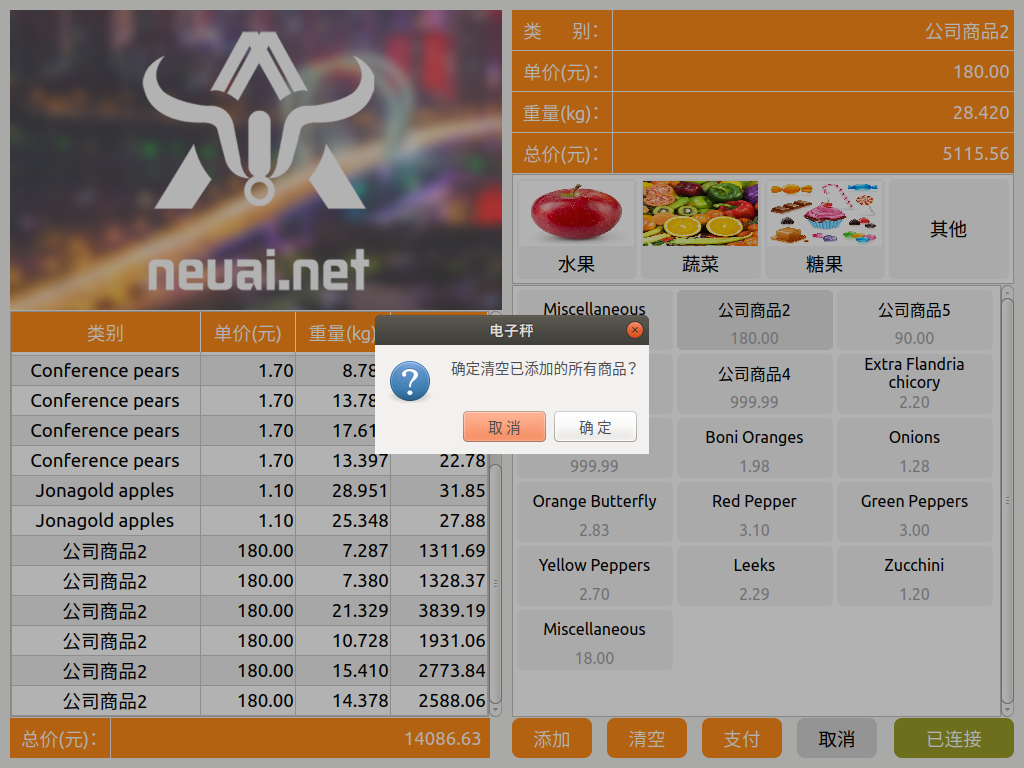 neuai.net
类别：
公司商品2
单价(元)：
180.00
重量(kg)：
28.420
总价(元)：
5115.56
水果
蔬菜
糖果
其他
类别
单价(元)
重量(kg)
Conference pears 1.70 8.78
Conference pears 1.70 13.78
Conference pears 1.70 17.61
Conference pears 1.70 13.397 22.78
Jonagold apples 1.10 28.951 31.85
Jonagold apples 1.10 25.348 27.88
公司商品2 180.00 7.287 1311.69
公司商品2 180.00 7.380 1328.37
公司商品2 180.00 21.329 3839.19
公司商品2 180.00 10.728 1931.06
公司商品2 180.00 15.410 2773.84
公司商品2 180.00 14.378 2588.06
总价(元)：
14086.63
电子秤
确定清空已添加的所有商品？
取消
确定
Miscellaneous
公司商品2
180.00
公司商品5
90.00
公司商品4
999.99
Extra Flandria
chicory
2.20
999.99
Boni Oranges
1.98
Onions
1.28
Orange Butterfly
2.83
Red Pepper
3.10
Green Peppers
3.00
Yellow Peppers
2.70
Leeks
2.29
Zucchini
1.20
Miscellaneous
18.00
添加
清空
支付
取消
已连接